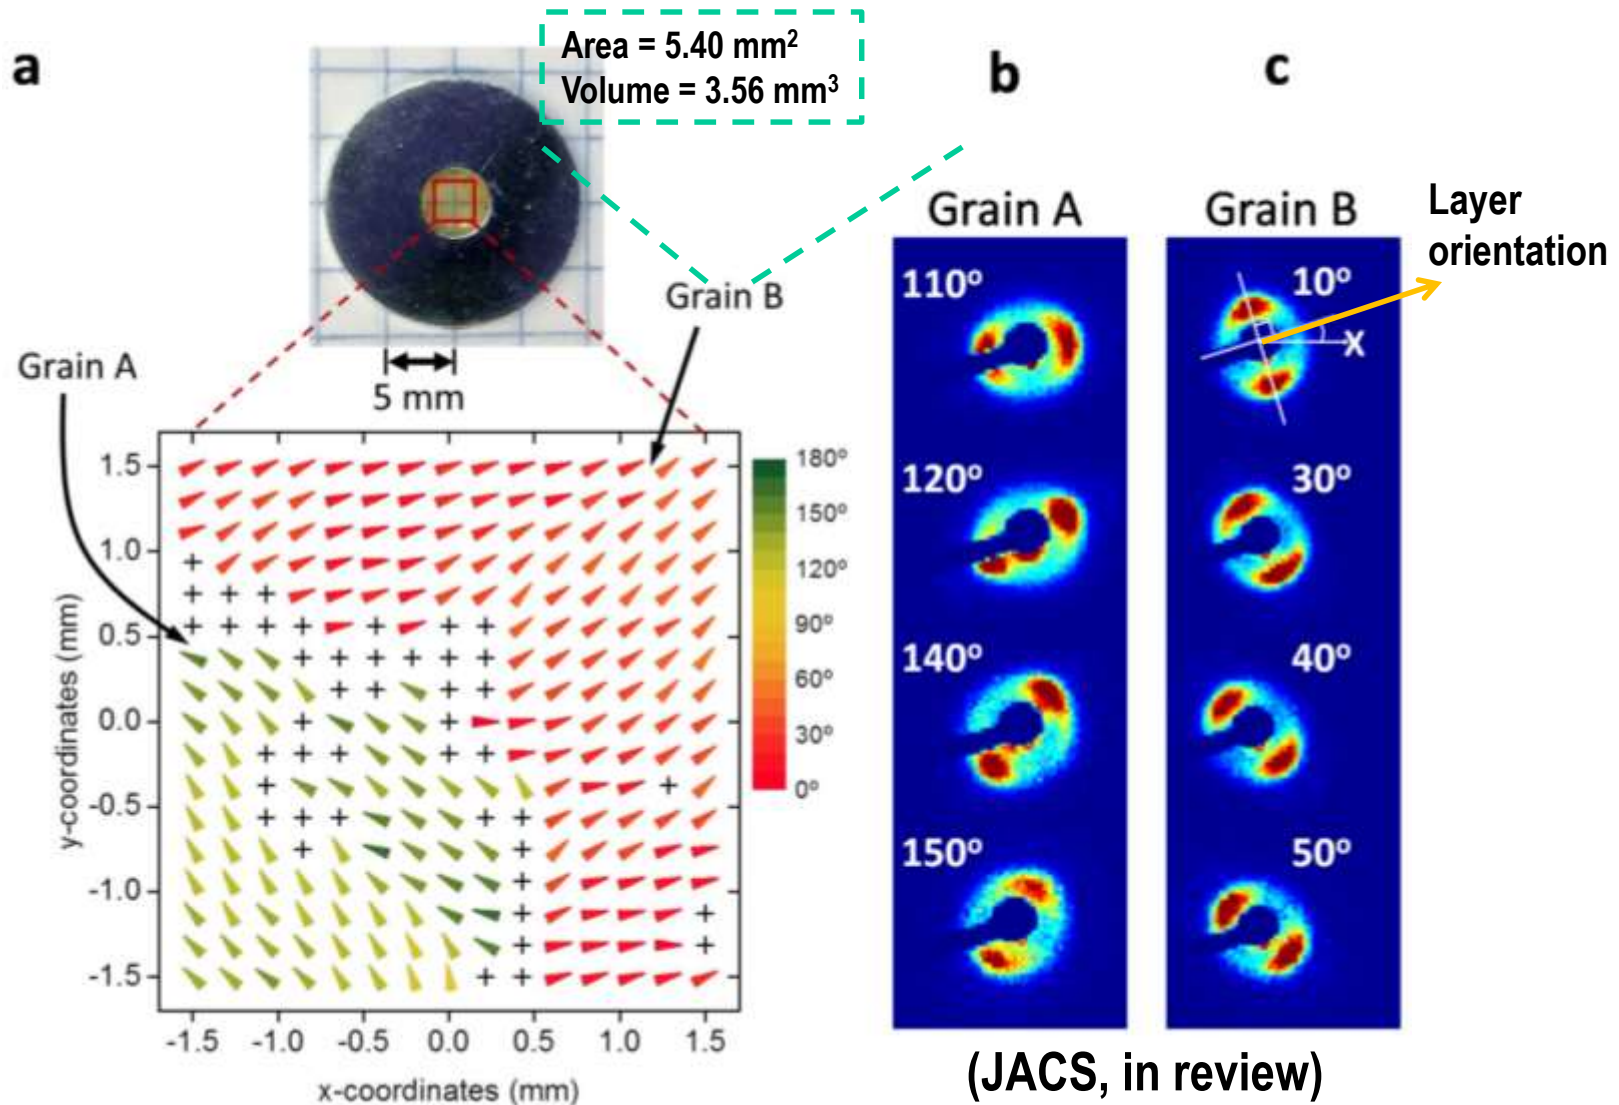 a
Area = 5.40 mm²
Volume = 3.56 mm³
b
c
Grain A
Grain B
Layer
orientation
Grain B
Grain A
5 mm
110°
120°
140°
150°
10°
X
30°
40°
50°
1.5
1.0
0.5
0.0
-0.5
-1.0
-1.5
y-coordinates (mm)
-1.5 -1.0 -0.5 0.0 0.5 1.0 1.5
x-coordinates (mm)
180°
150°
120°
90°
60°
30°
0°
(JACS, in review)